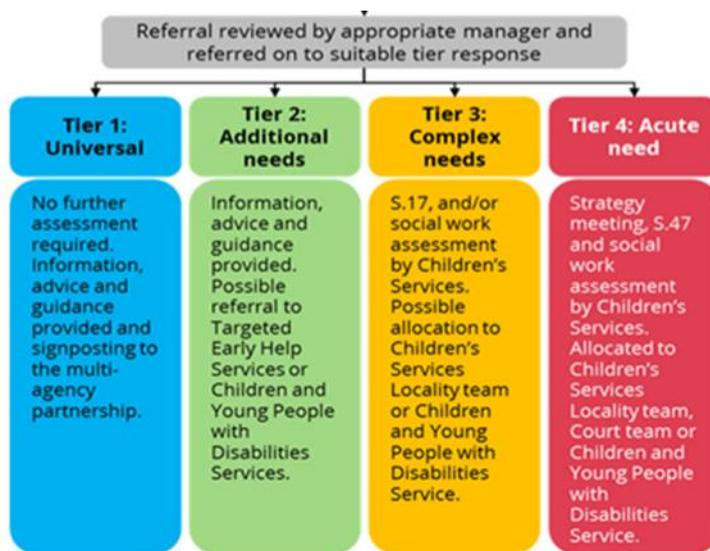 Referral reviewed by appropriate manager and
referred on to suitable tier response
Tier 1:
Universal
No further
assessment
required.
Information,
advice and
guidance
provided and
signposting to
the multi-
agency
partnership.
Tier 2:
Additional
needs
Information,
advice and
guidance
provided.
Possible
referral to
Targeted
Early Help
Services or
Children and
Young People
with
Disabilities
Services.
Tier 3:
Complex
needs
S.17, and/or
social work
assessment
by Children's
Services.
Possible
allocation to
Children's
Services
Locality team
or Children
and Young
People with
Disabilities
Service.
Tier 4: Acute
need
Strategy
meeting, S.47
and social
work
assessment
by Children's
Services.
Allocated to
Children's
Services
Locality team,
Court team or
Children and
Young People
with
Disabilities
Service.